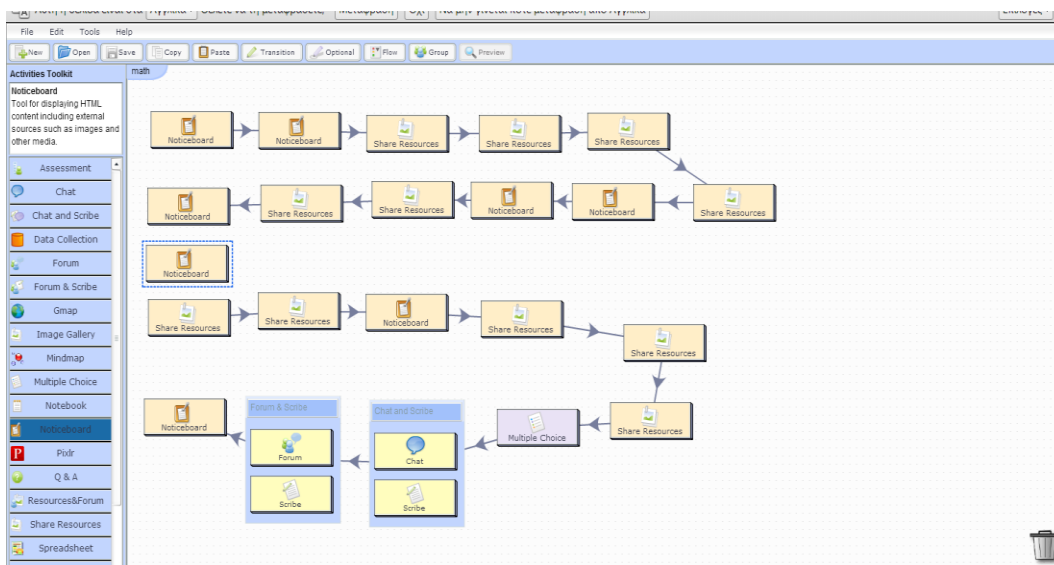 File Edit Tools Help
New Open Save Copy Paste Transition Optional Flow Group Preview
Activities Toolkit
math
Noticeboard
Tool for displaying HTML
content including external
sources such as images and
other media.
Assessment
Chat
Chat and Scribe
Data Collection
Forum
Forum & Scribe
Gmap
Image Gallery
Mindmap
Multiple Choice
Notebook
Noticeboard
Pixlr
Q & A
Resources&Forum
Share Resources
Spreadsheet
Noticeboard Noticeboard Share Resources Share Resources Share Resources
Noticeboard Share Resources Share Resources Noticeboard Noticeboard Share Resources
Noticeboard
Share Resources Share Resources Noticeboard Share Resources
Share Resources
Noticeboard Forum & Scribe Chat and Scribe Multiple Choice Share Resources
Forum Chat
Scribe Scribe